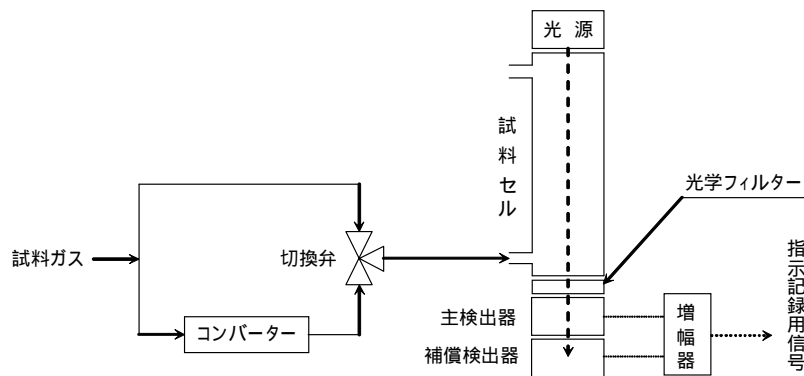 光 源
試料セル
光学フィルター
試料ガス
切換弁
コンバーター
主検出器
補償検出器
増幅器
指示記録用信号